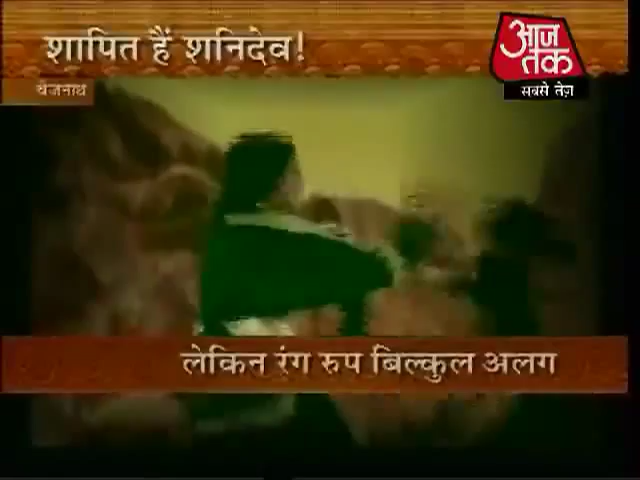 शापित हैं शनिदेव!
आज
तक
सबसे तेज़
बैजनाथ
लेकिन रंग रुप बिल्कुल अलग